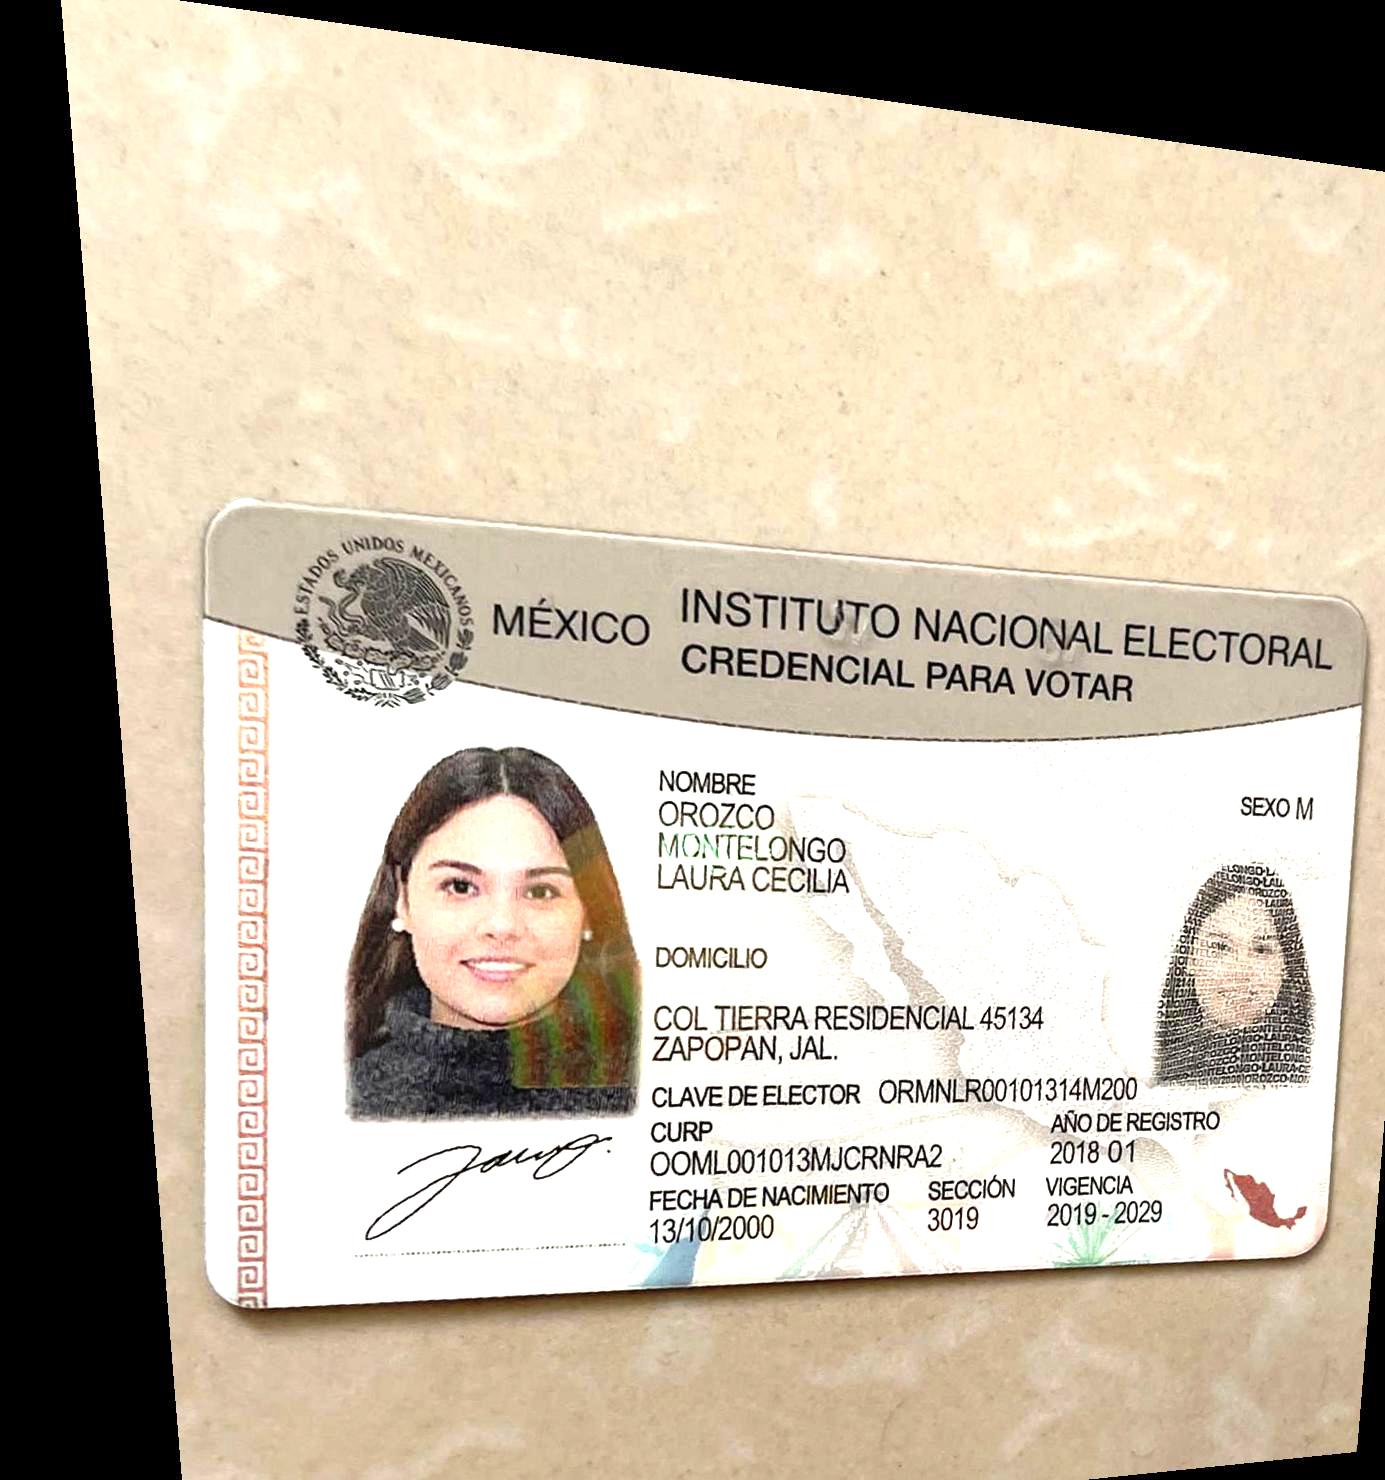 ESTADOS UNIDOS MEXICANOS
MÉXICO
INSTITUTO NACIONAL ELECTORAL
CREDENCIAL PARA VOTAR
NOMBRE
OROZCO
MONTELONGO
LAURA CECILIA
SEXO M
DOMICILIO
COL TIERRA RESIDENCIAL 45134
ZAPOPAN, JAL.
CLAVE DE ELECTOR ORMNLR00101314M200
CURP
OOML001013MJCRNRA2
AÑO DE REGISTRO
2018 01
FECHA DE NACIMIENTO
13/10/2000
SECCIÓN
3019
VIGENCIA
2019 - 2029